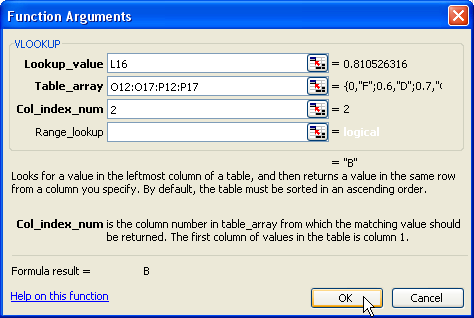 Function Arguments
VLOOKUP
Lookup_value L16 = 0.810526316
Table_array O12:O17:P12:P17 = {0,"F";0.6,"D";0.7,"C
Col_index_num 2 = 2
Range_lookup = logical
= "B"
Looks for a value in the leftmost column of a table, and then returns a value in the same row
from a column you specify. By default, the table must be sorted in an ascending order.
Col_index_num is the column number in table_array from which the matching value should
be returned. The first column of values in the table is column 1.
Formula result = B
Help on this function OK Cancel